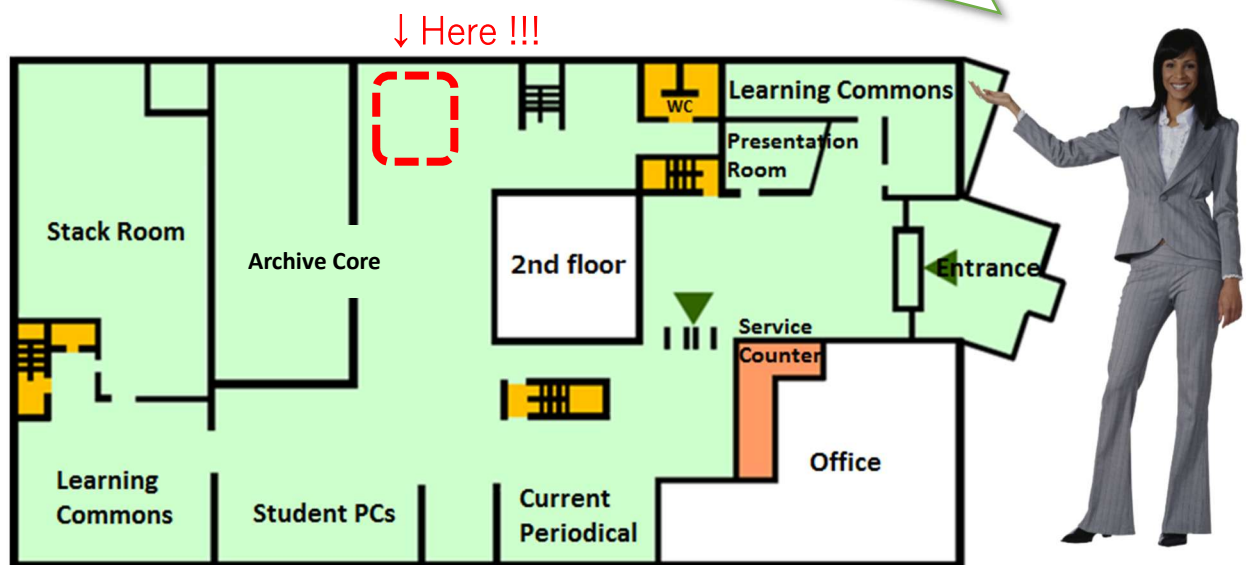 ↓ Here !!!
WC
Learning Commons
Presentation
Room
Stack Room
Archive Core
2nd floor
Entrance
Service
Counter
Office
Learning
Commons
Student PCs
Current
Periodical